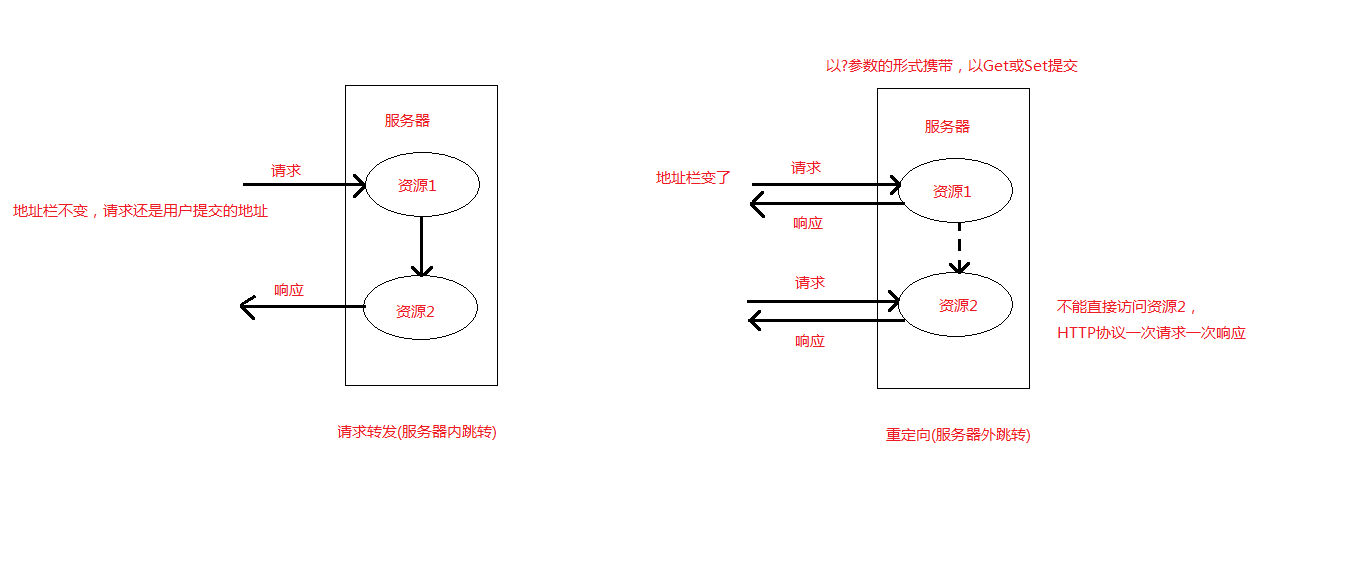 服务器
请求
资源1
地址栏不变，请求还是用户提交的地址
响应
资源2
请求转发(服务器内跳转)
以?参数的形式携带，以Get或Set提交
服务器
地址栏变了
请求
资源1
响应
请求
资源2
响应
不能直接访问资源2，
HTTP协议一次请求一次响应
重定向(服务器外跳转)